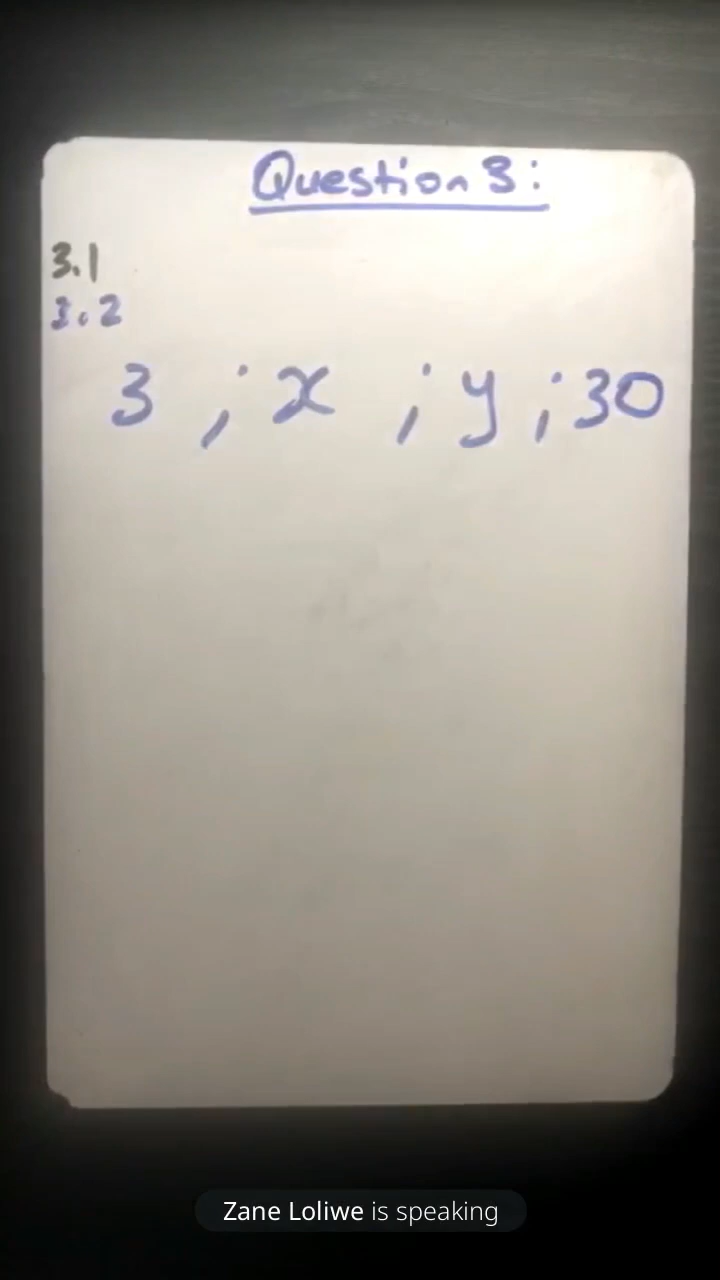 Question 3:
3.1
3.2
3 ; x ; y ; 30
Zane Loliwe is speaking